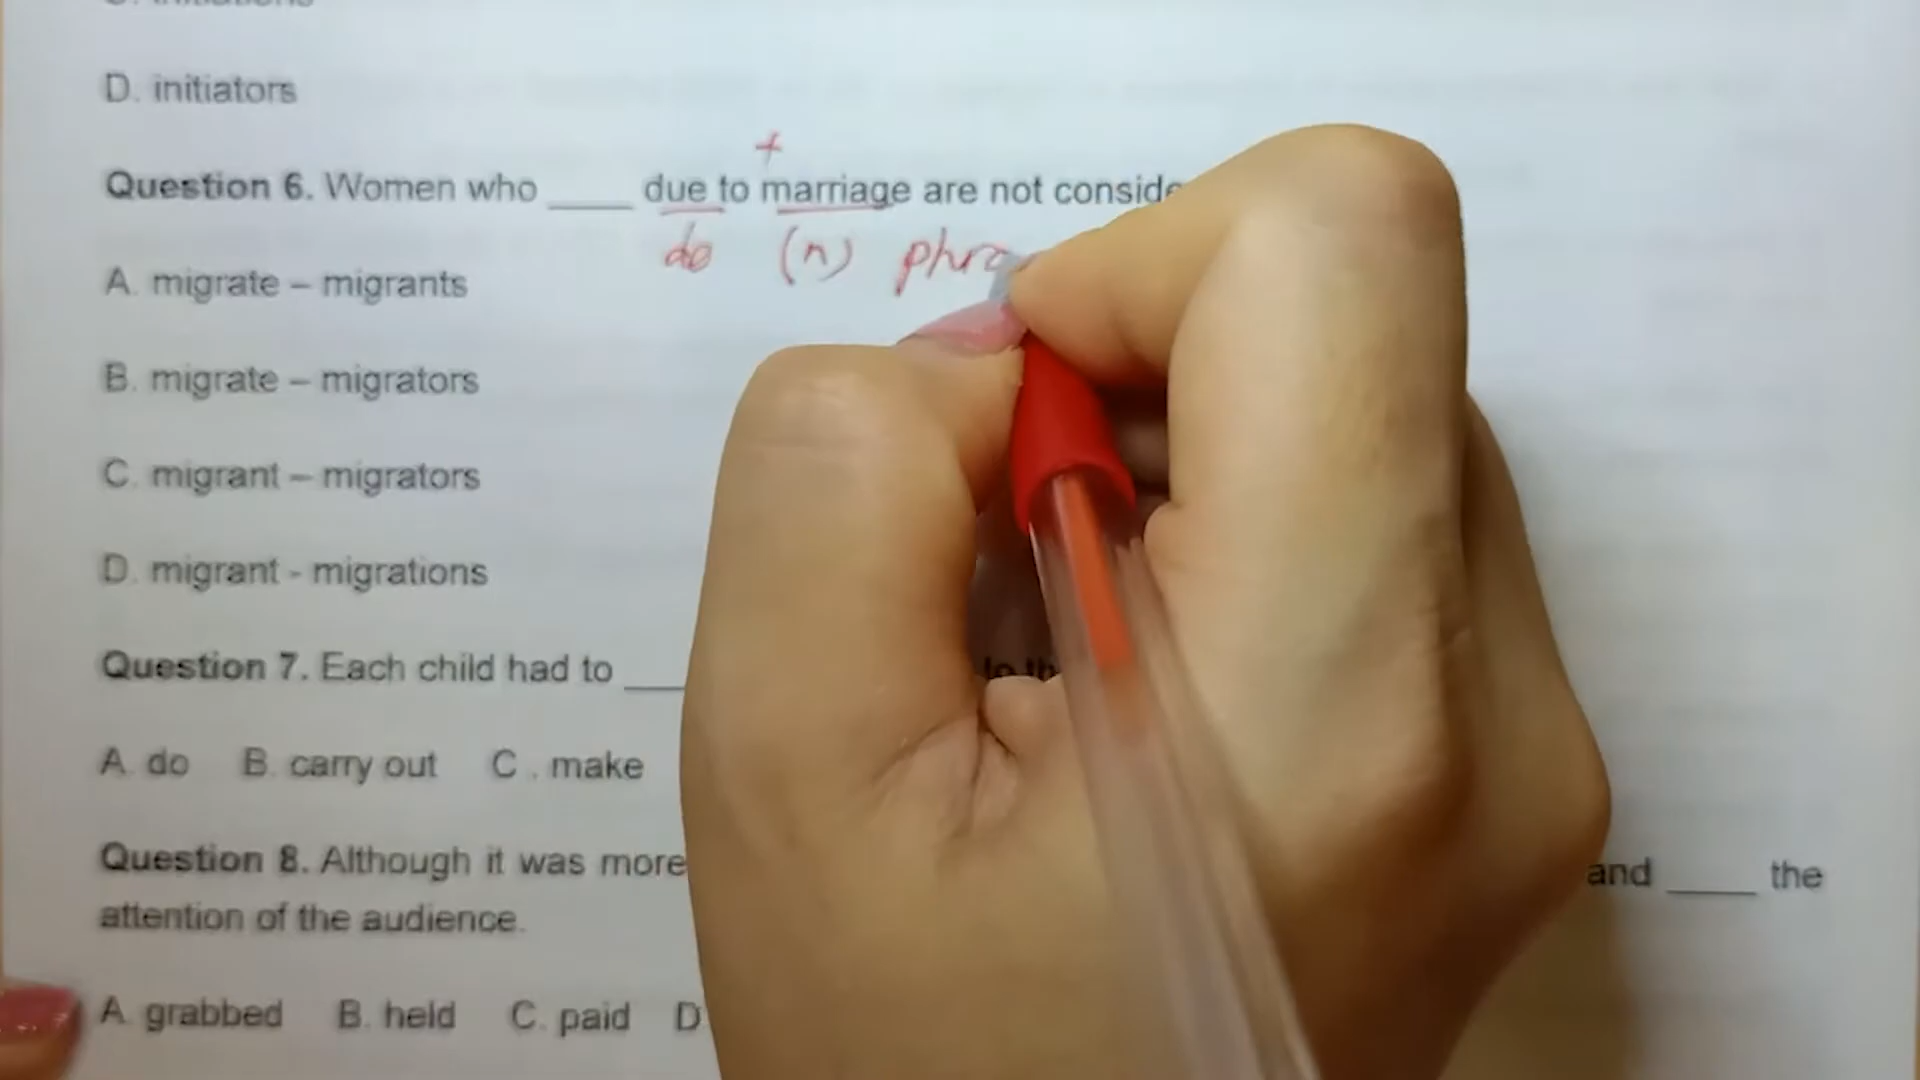 D. initiators
+
Question 6. Women who ____ due to marriage are not
do (n)
A. migrate – migrants
B. migrate – migrators
C. migrant – migrators
D. migrant - migrations
Question 7. Each child had to ____
A. do B. carry out C . make
Question 8. Although it was more and ____ the
attention of the audience.
A. grabbed B. held C. paid D